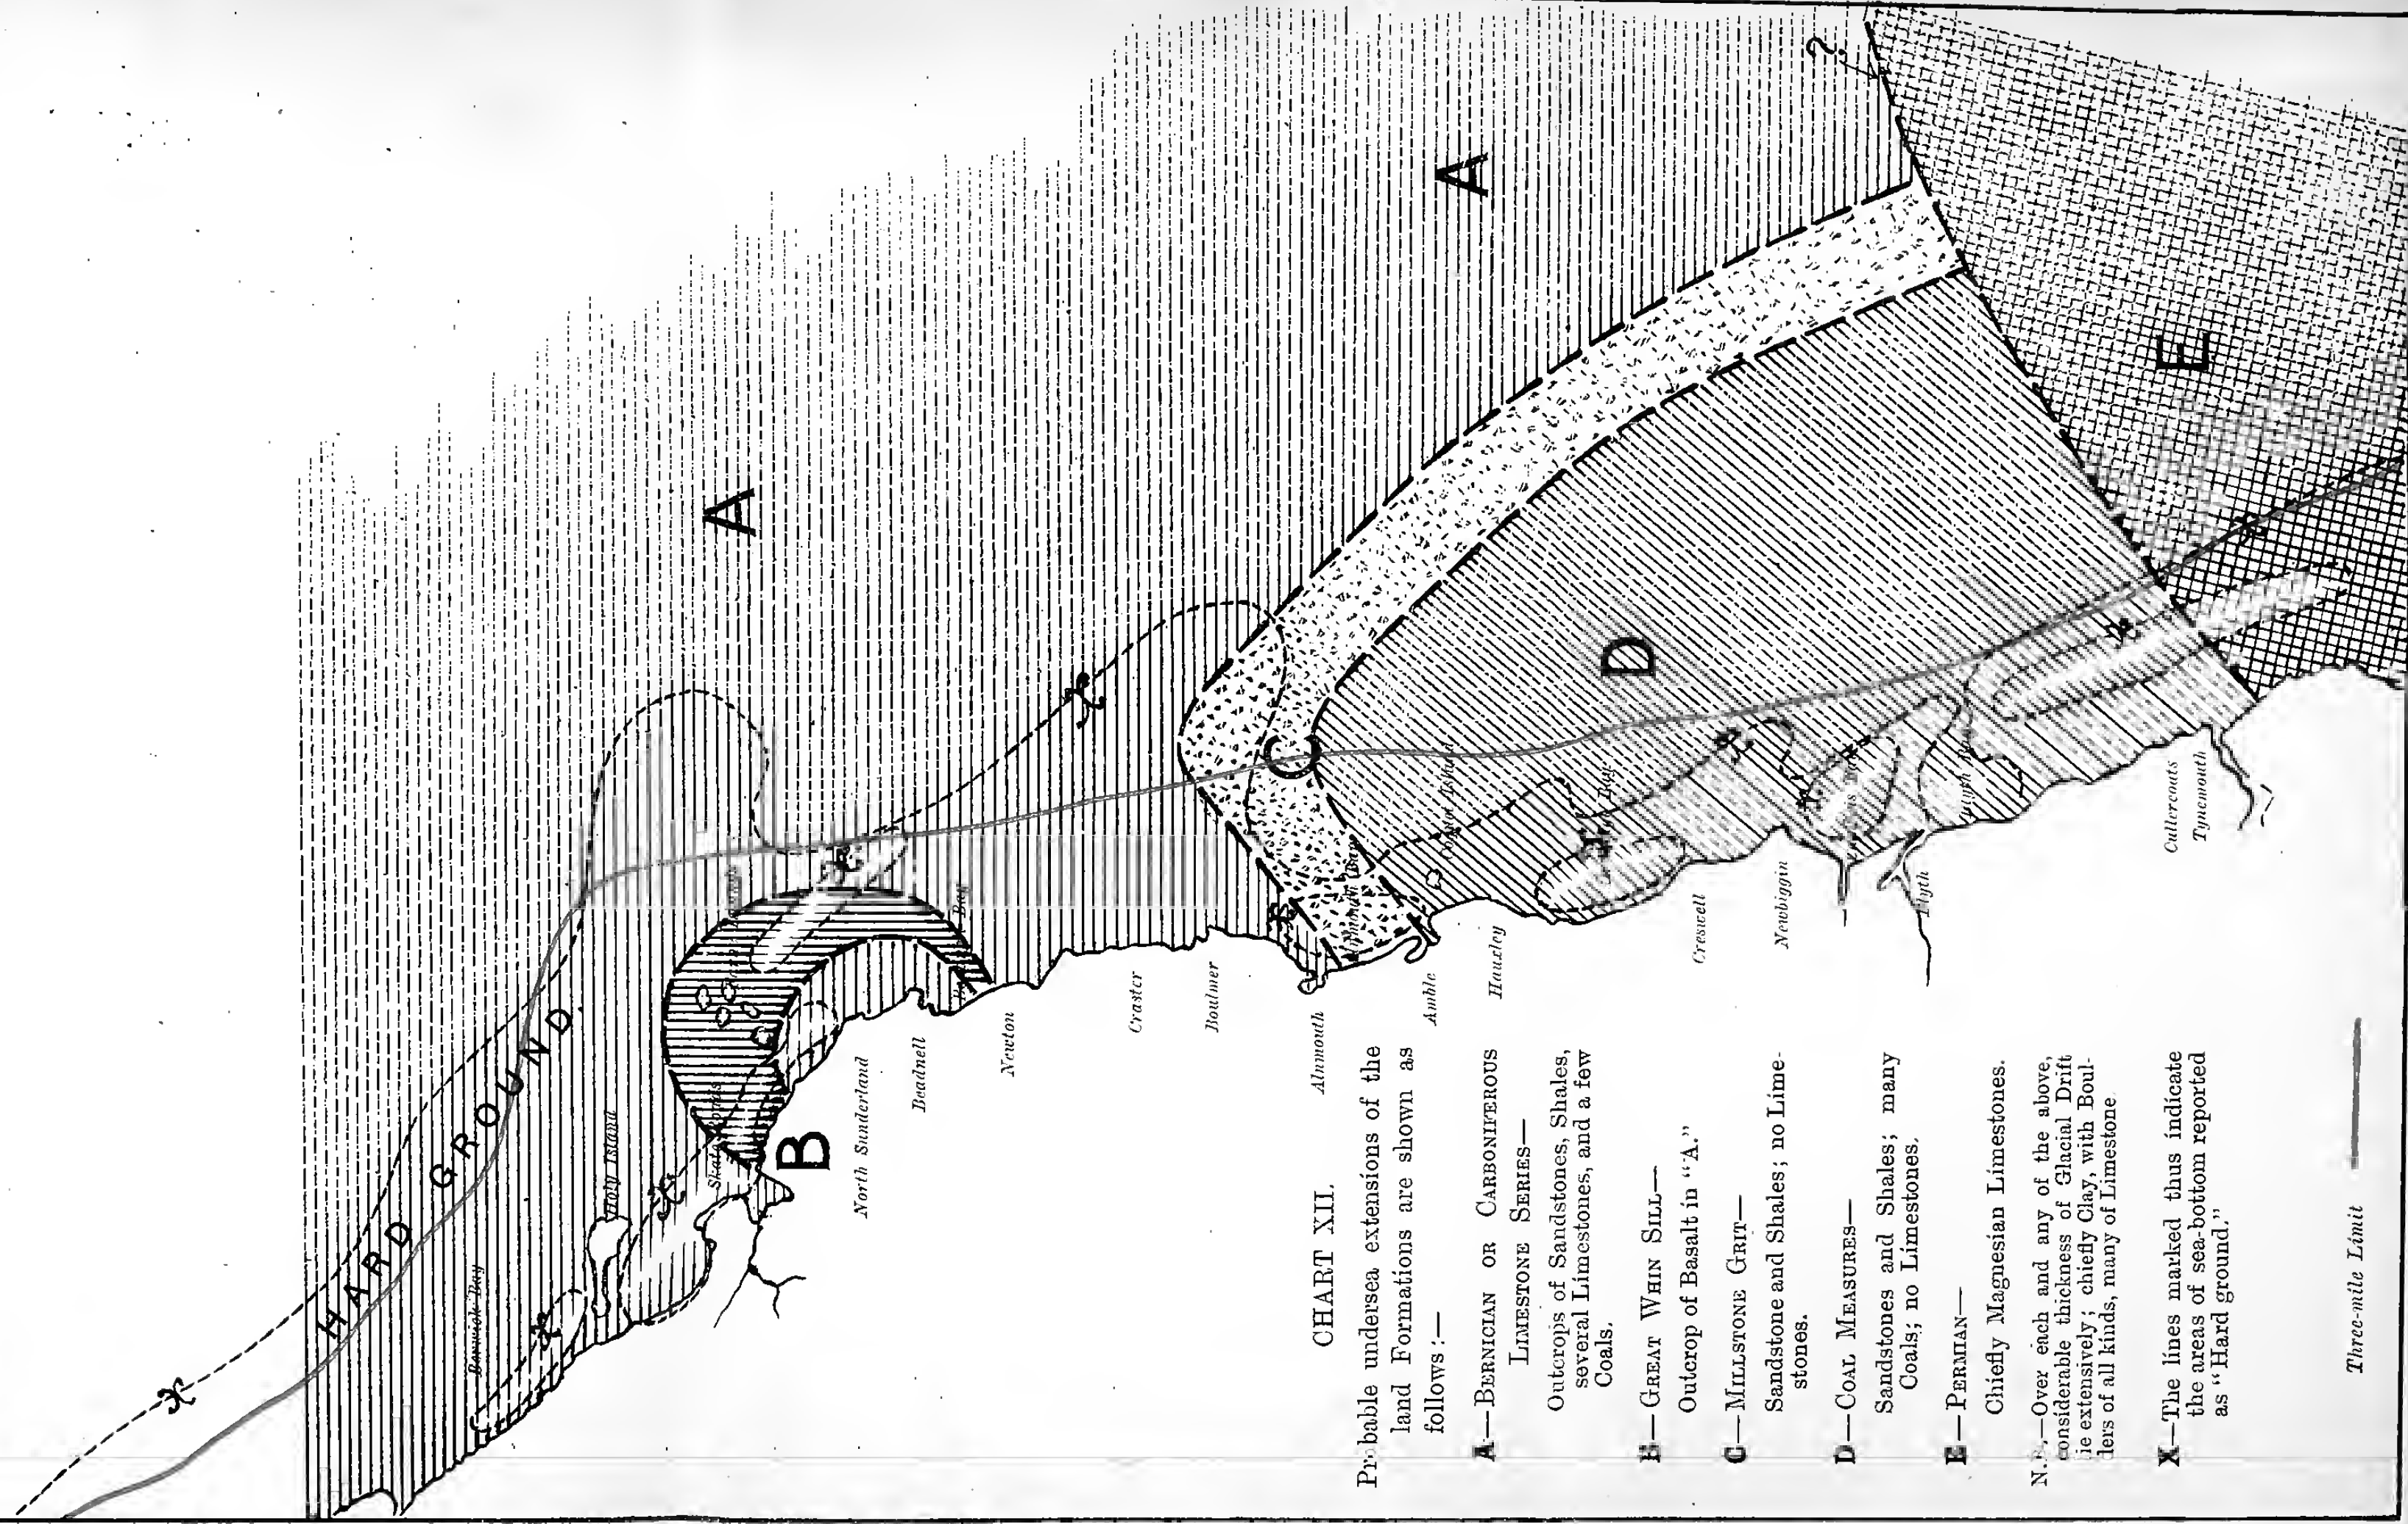 CHART XII.
Probable undersea extensions of the
land Formations are shown as
follows:—
A—BERNICIAN OR CARBONIFEROUS
LIMESTONE SERIES—
Outcrops of Sandstones, Shales,
several Limestones, and a few
Coals.
B—GREAT WHIN SILL—
Outcrop of Basalt in "A."
C—MILLSTONE GRIT—
Sandstone and Shales; no Lime-
stones.
D—COAL MEASURES—
Sandstones and Shales; many
Coals; no Limestones.
E—PERMIAN—
Chiefly Magnesian Limestones.
N.B.—Over each and any of the above,
considerable thickness of Glacial Drift
lie extensively; chiefly Clay, with Boul-
ders of all kinds, many of Limestone.
X—The lines marked thus indicate
the areas of sea-bottom reported
as "Hard ground."
Three-mile Limit
HARD GROUND
Berwick Bay
Holy Island
North Sunderland
Beadnell
Newton
Craster
Boulmer
Alnmouth
Amble
Hauxley
Creswell
Newbiggin
Blyth
Cullercoats
Tynemouth
Bay
A
A
B
C
D
E
?
X
X
X
X
X
X
X
X
X
X